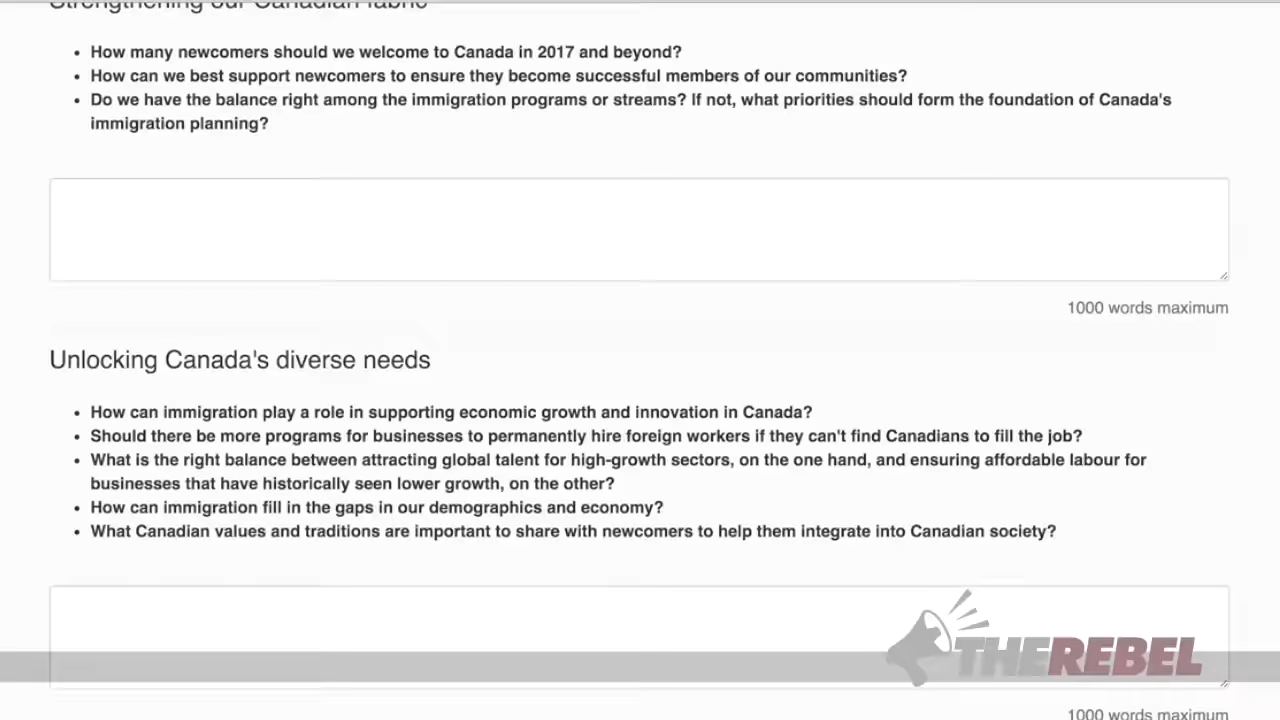 Strengthening our Canadian fabric
• How many newcomers should we welcome to Canada in 2017 and beyond?
• How can we best support newcomers to ensure they become successful members of our communities?
• Do we have the balance right among the immigration programs or streams? If not, what priorities should form the foundation of Canada's
immigration planning?
1000 words maximum
Unlocking Canada's diverse needs
• How can immigration play a role in supporting economic growth and innovation in Canada?
• Should there be more programs for businesses to permanently hire foreign workers if they can't find Canadians to fill the job?
• What is the right balance between attracting global talent for high-growth sectors, on the one hand, and ensuring affordable labour for
businesses that have historically seen lower growth, on the other?
• How can immigration fill in the gaps in our demographics and economy?
• What Canadian values and traditions are important to share with newcomers to help them integrate into Canadian society?
THEREBEL
1000 words maximum